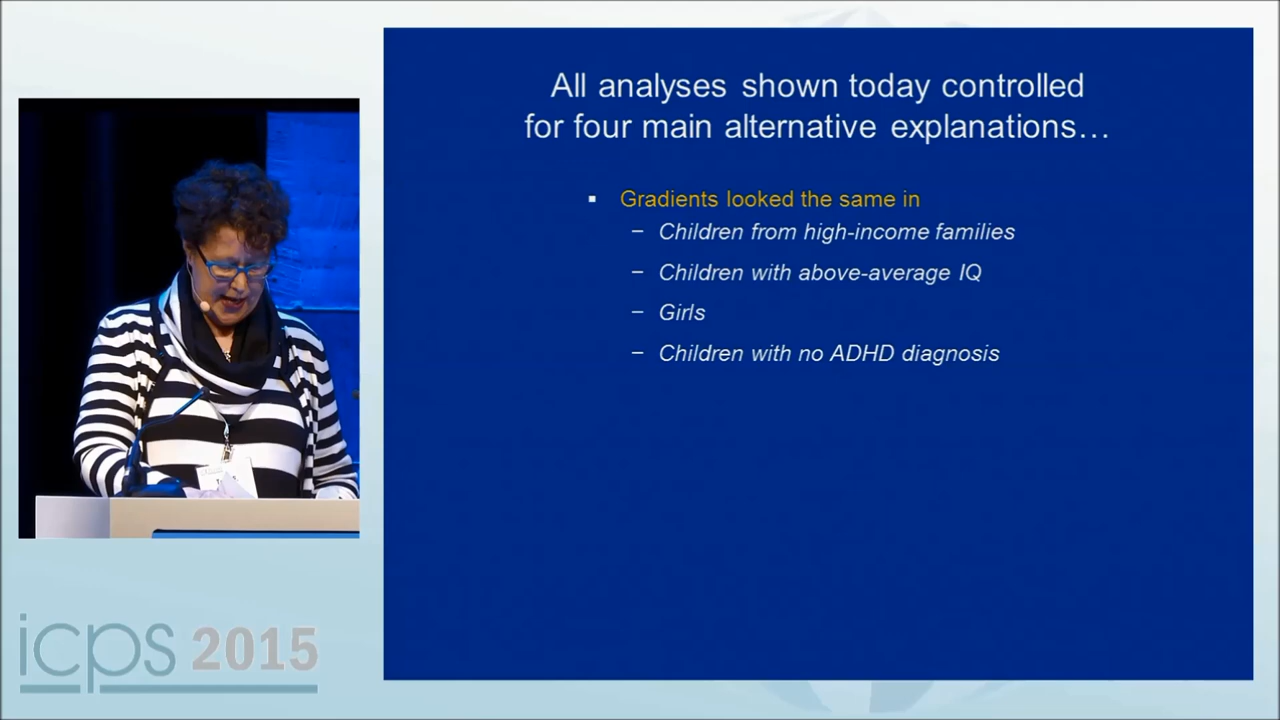 All analyses shown today controlled
for four main alternative explanations…
▪ Gradients looked the same in
– Children from high-income families
– Children with above-average IQ
– Girls
– Children with no ADHD diagnosis
icps 2015